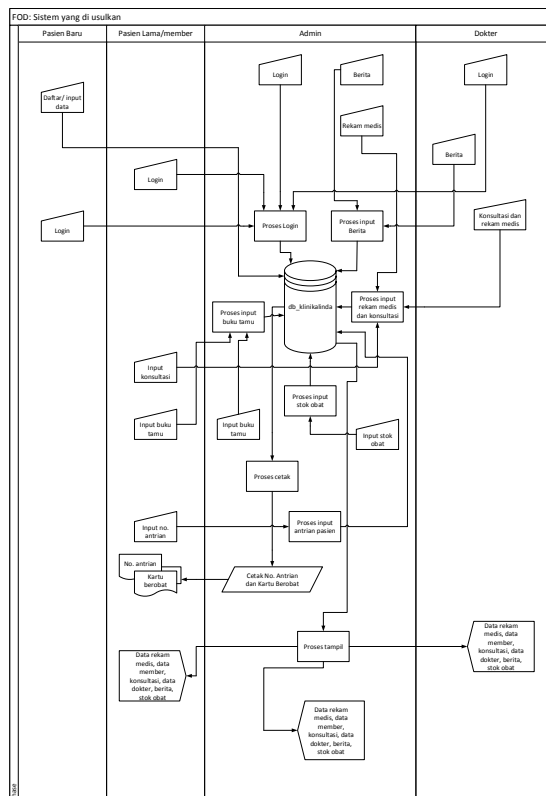 FOD: Sistem yang di usulkan
Pasien Baru
Pasien Lama/member
Admin
Dokter
Login
Berita
Login
Daftar/ input
data
Rekam medis
Berita
Login
Konsultasi dan
rekam medis
Login
Proses Login
Proses input
Berita
db_klinikalinda
Proses input
rekam medis
dan konsultasi
Proses input
buku tamu
Input
konsultasi
Proses input
stok obat
Input buku
tamu
Input buku
tamu
Input stok
obat
Proses cetak
Input no.
antrian
Proses input
antrian pasien
No. antrian
Kartu
berobat
Cetak No. Antrian
dan Kartu Berobat
Proses tampil
Data rekam
medis, data
member,
konsultasi, data
dokter, berita,
stok obat
Data rekam
medis, data
member,
konsultasi, data
dokter, berita,
stok obat
Data rekam
medis, data
member,
konsultasi, data
dokter, berita,
stok obat